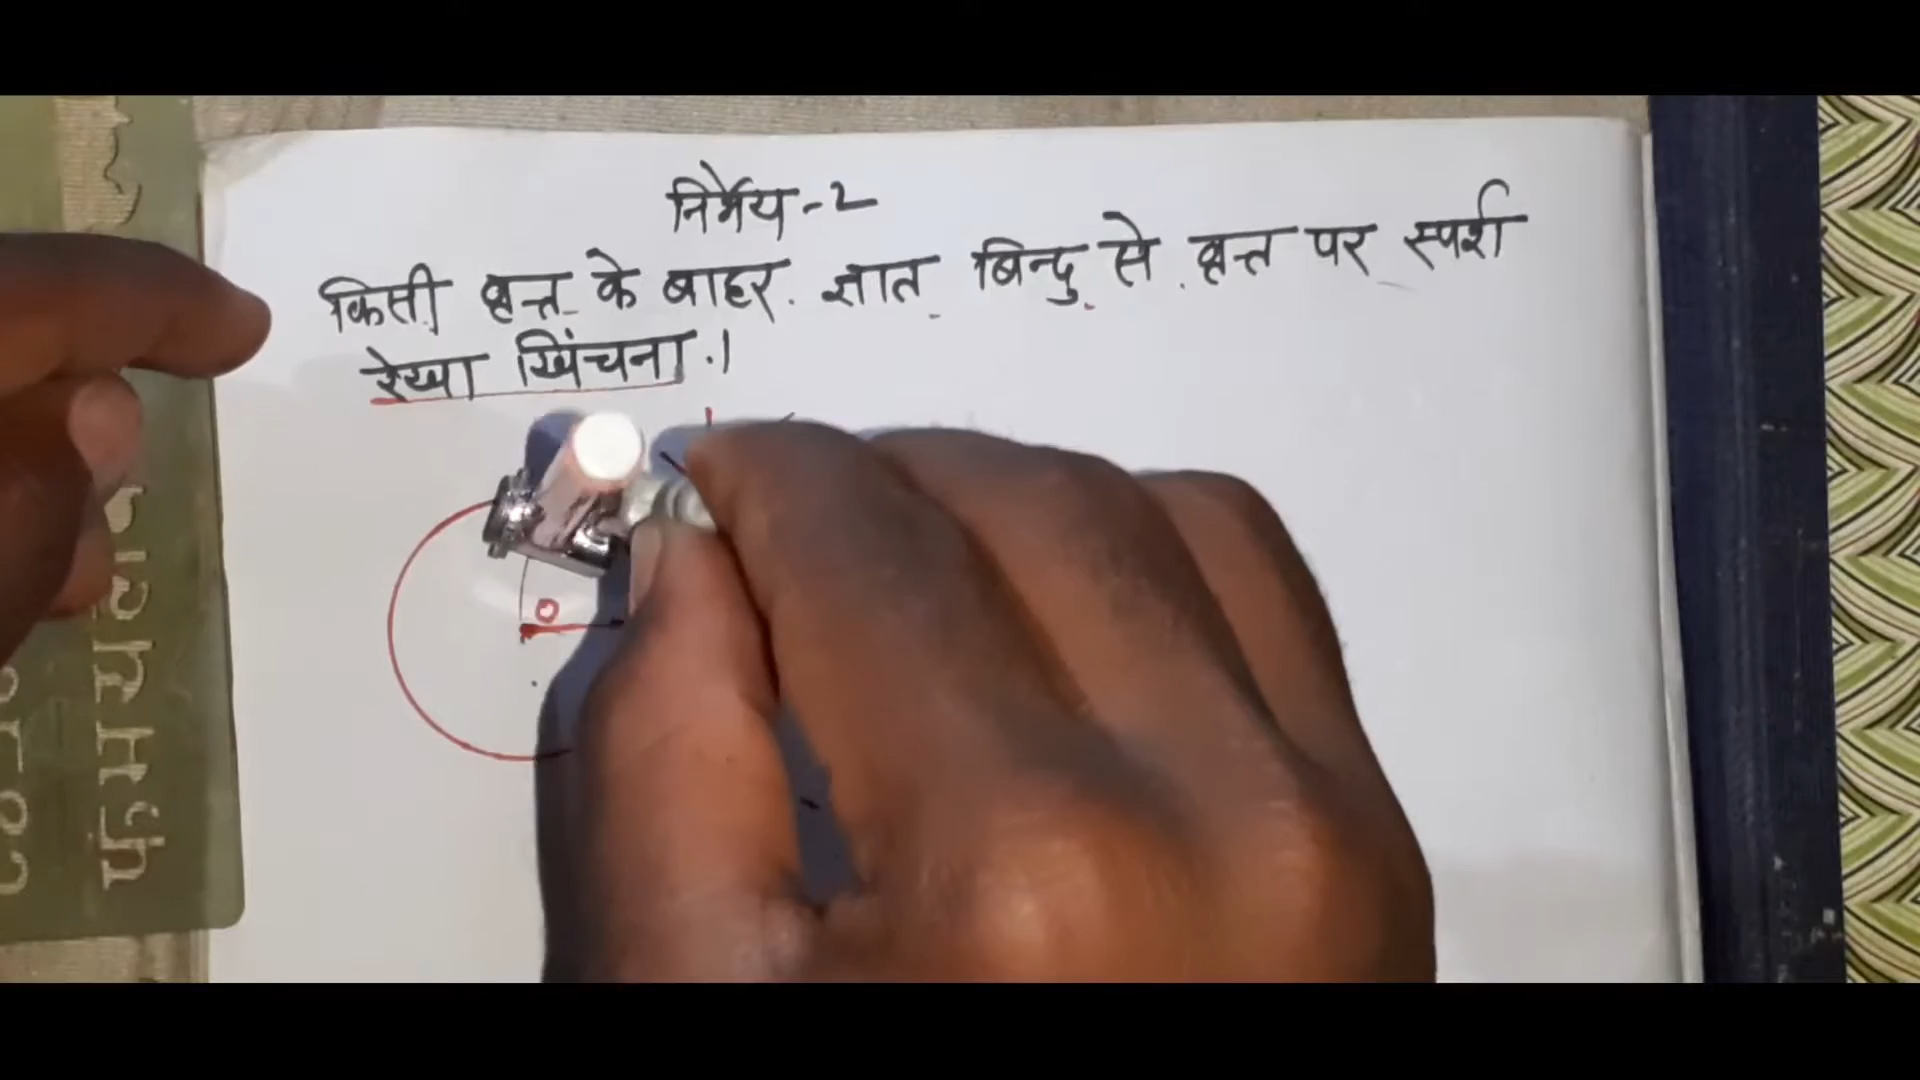 निर्मेय-2
किसी वृत्त के बाहर ज्ञात बिन्दु से वृत्त पर स्पर्श
रेखा खिंचना.।
O